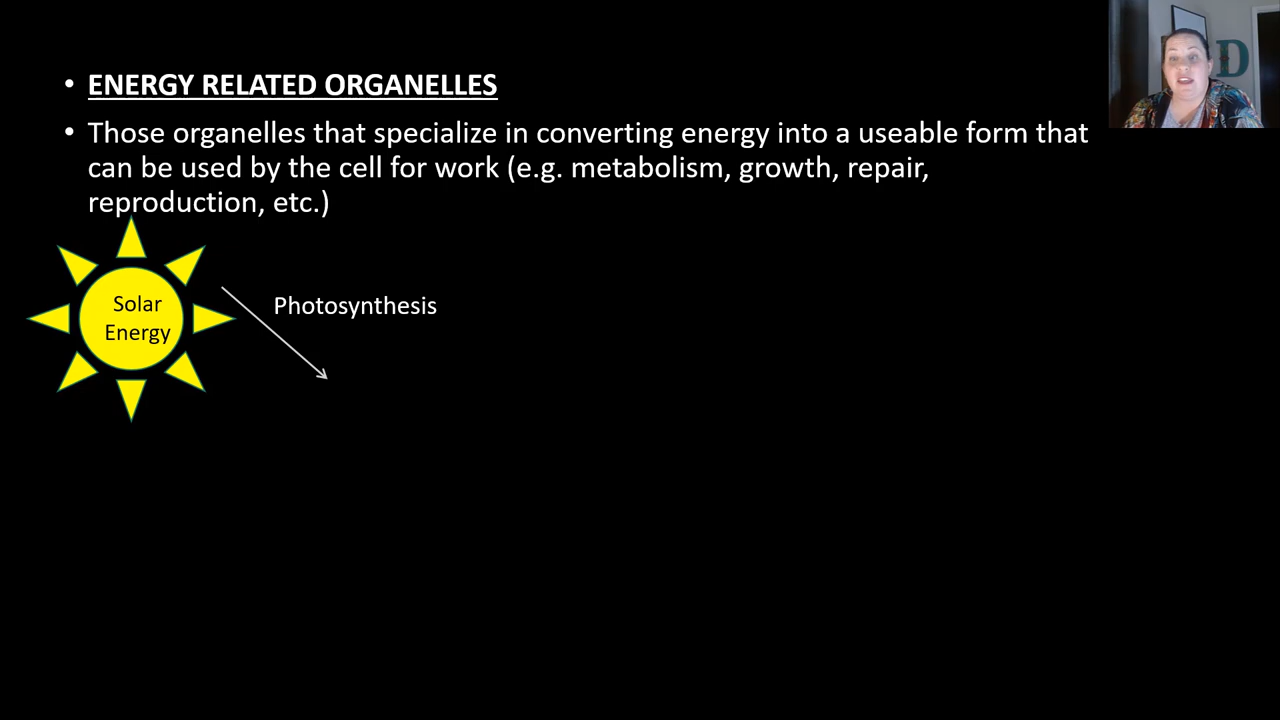 • ENERGY RELATED ORGANELLES
• Those organelles that specialize in converting energy into a useable form that
can be used by the cell for work (e.g. metabolism, growth, repair,
reproduction, etc.)
Solar
Energy
Photosynthesis
D